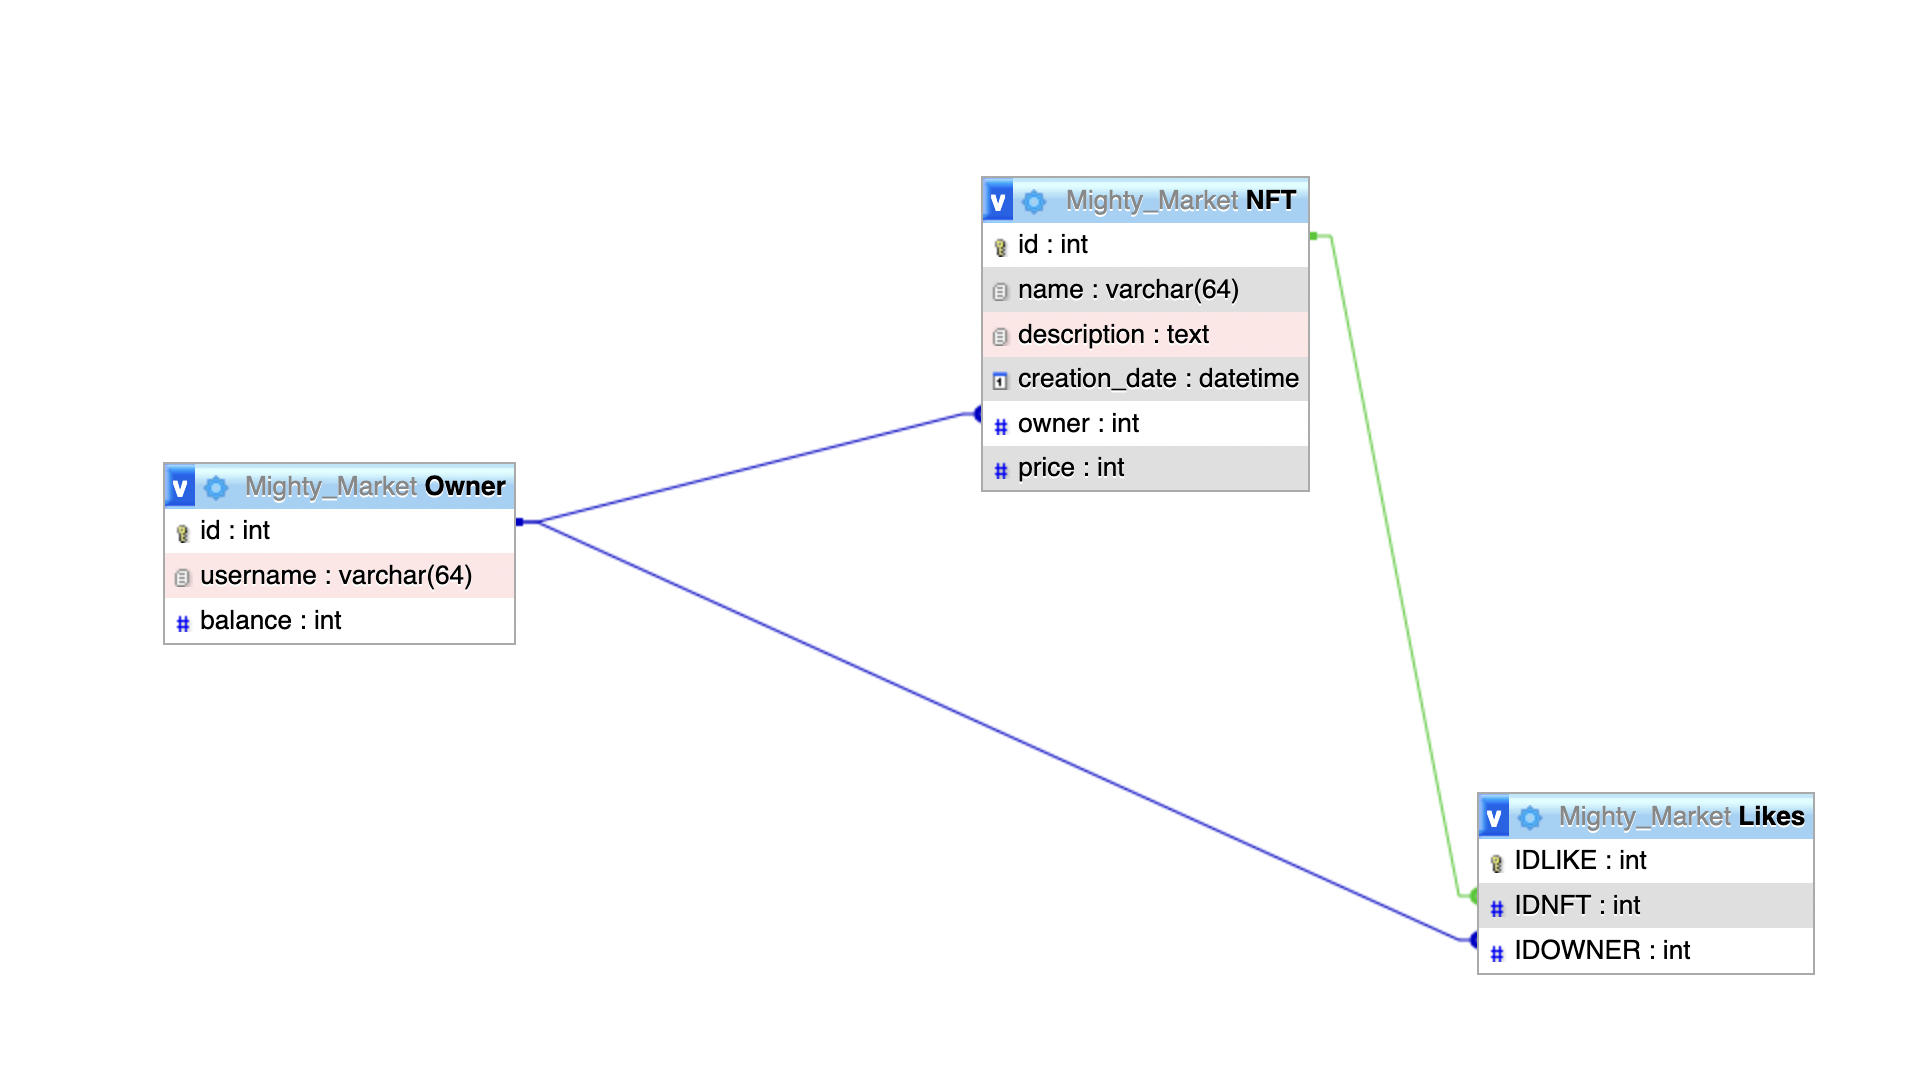 v Mighty_Market NFT
id : int
name : varchar(64)
description : text
creation_date : datetime
# owner : int
# price : int
v Mighty_Market Owner
id : int
username : varchar(64)
# balance : int
v Mighty_Market Likes
IDLIKE : int
# IDNFT : int
# IDOWNER : int